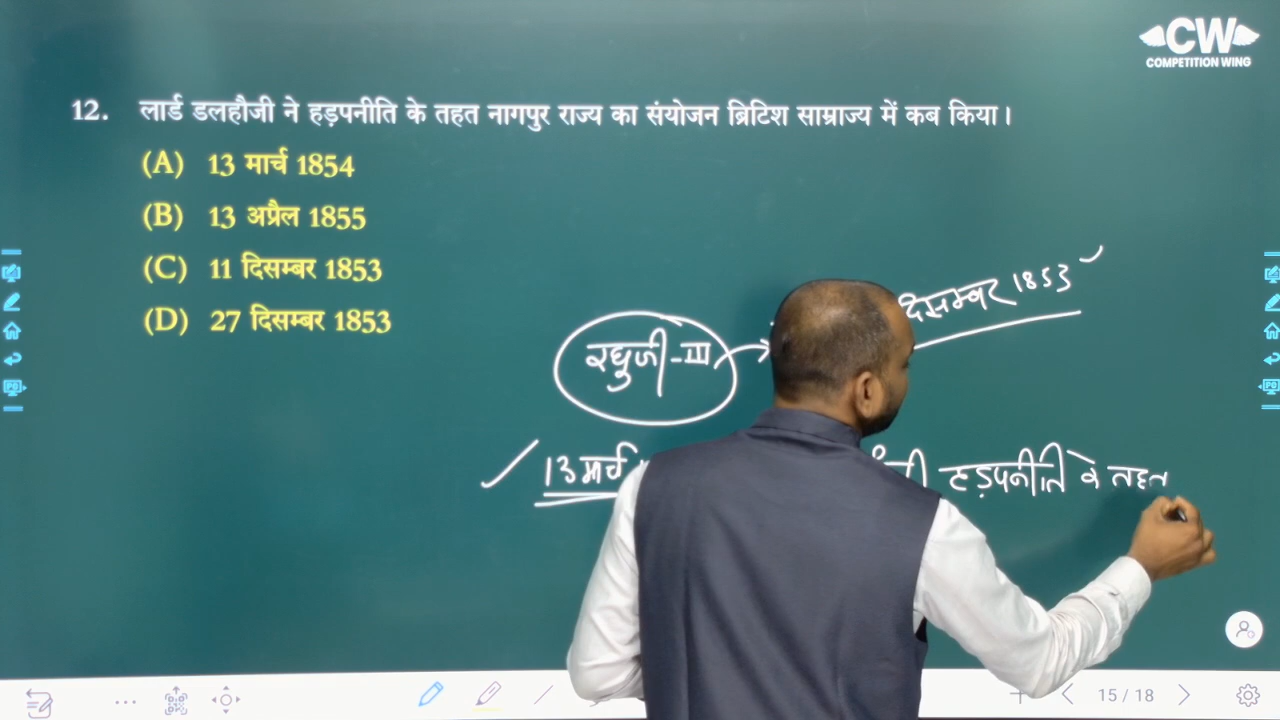 CW
COMPETITION WING
12. लार्ड डलहौजी ने हड़पनीति के तहत नागपुर राज्य का संयोजन ब्रिटिश साम्राज्य में कब किया।
(A) 13 मार्च 1854
(B) 13 अप्रैल 1855
(C) 11 दिसम्बर 1853
(D) 27 दिसम्बर 1853
दिसम्बर 1853
रघुजी-III
13 मार्च हड़पनीति के तहत
15 / 18